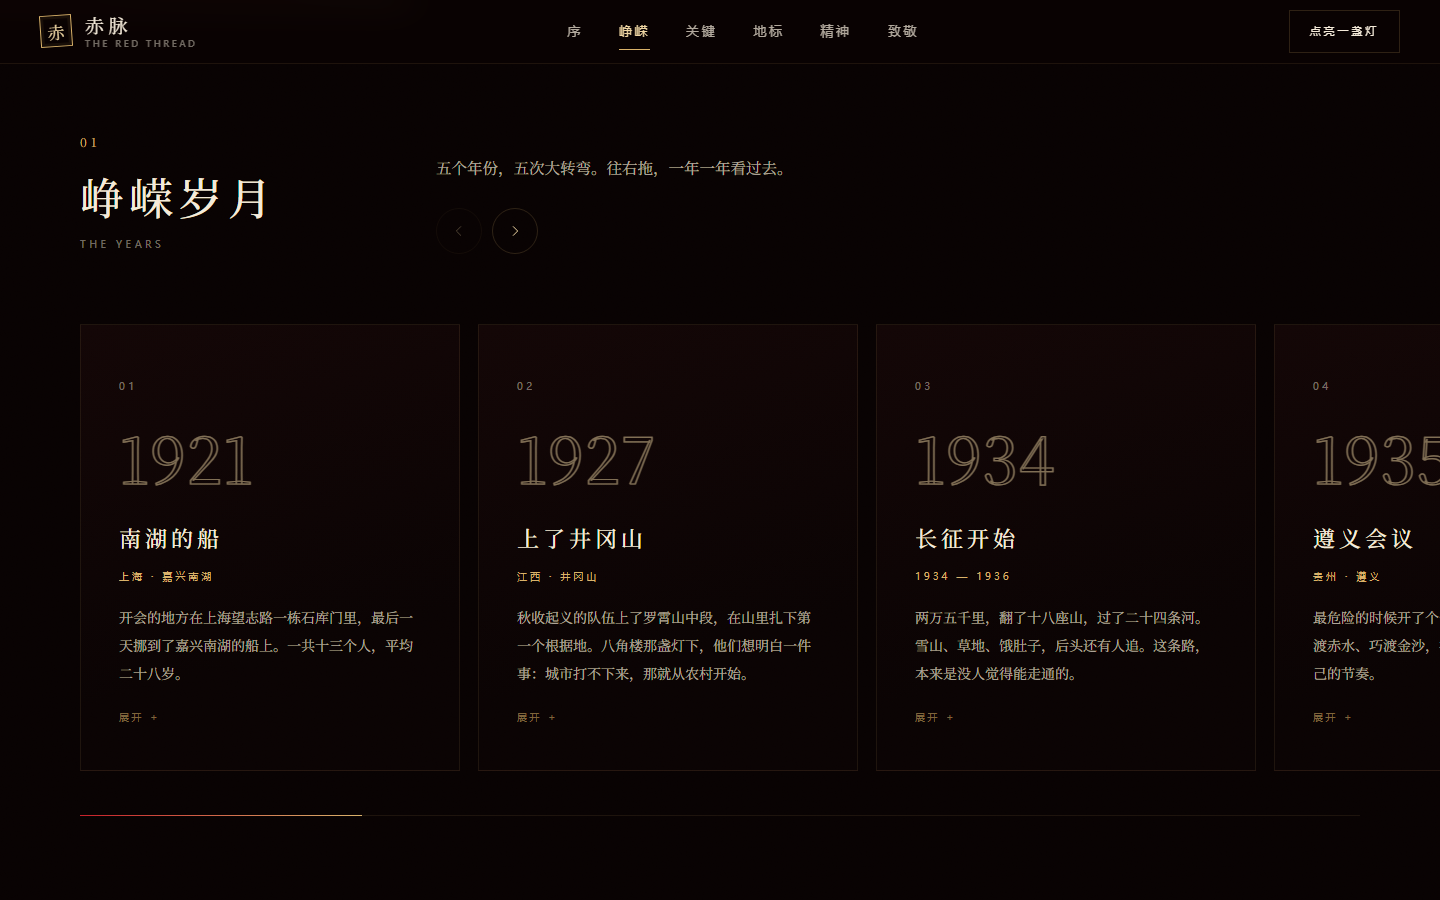 赤
赤脉
THE RED THREAD
序
峥嵘
关键
地标
精神
致敬
点亮一盏灯
01
峥嵘岁月
THE YEARS
五个年份，五次大转弯。往右拖，一年一年看过去。
01
1921
南湖的船
上海 · 嘉兴南湖
开会的地方在上海望志路一栋石库门里，最后一
天挪到了嘉兴南湖的船上。一共十三个人，平均
二十八岁。
展开 +
02
1927
上了井冈山
江西 · 井冈山
秋收起义的队伍上了罗霄山中段，在山里扎下第
一个根据地。八角楼那盏灯下，他们想明白一件
事：城市打不下来，那就从农村开始。
展开 +
03
1934
长征开始
1934 — 1936
两万五千里，翻了十八座山，过了二十四条河。
雪山、草地、饿肚子，后头还有人追。这条路，
本来是没人觉得能走通的。
展开 +
04
1935
遵义会议
贵州 · 遵义
最危险的时候开了个
渡赤水、巧渡金沙，
己的节奏。
展开 +